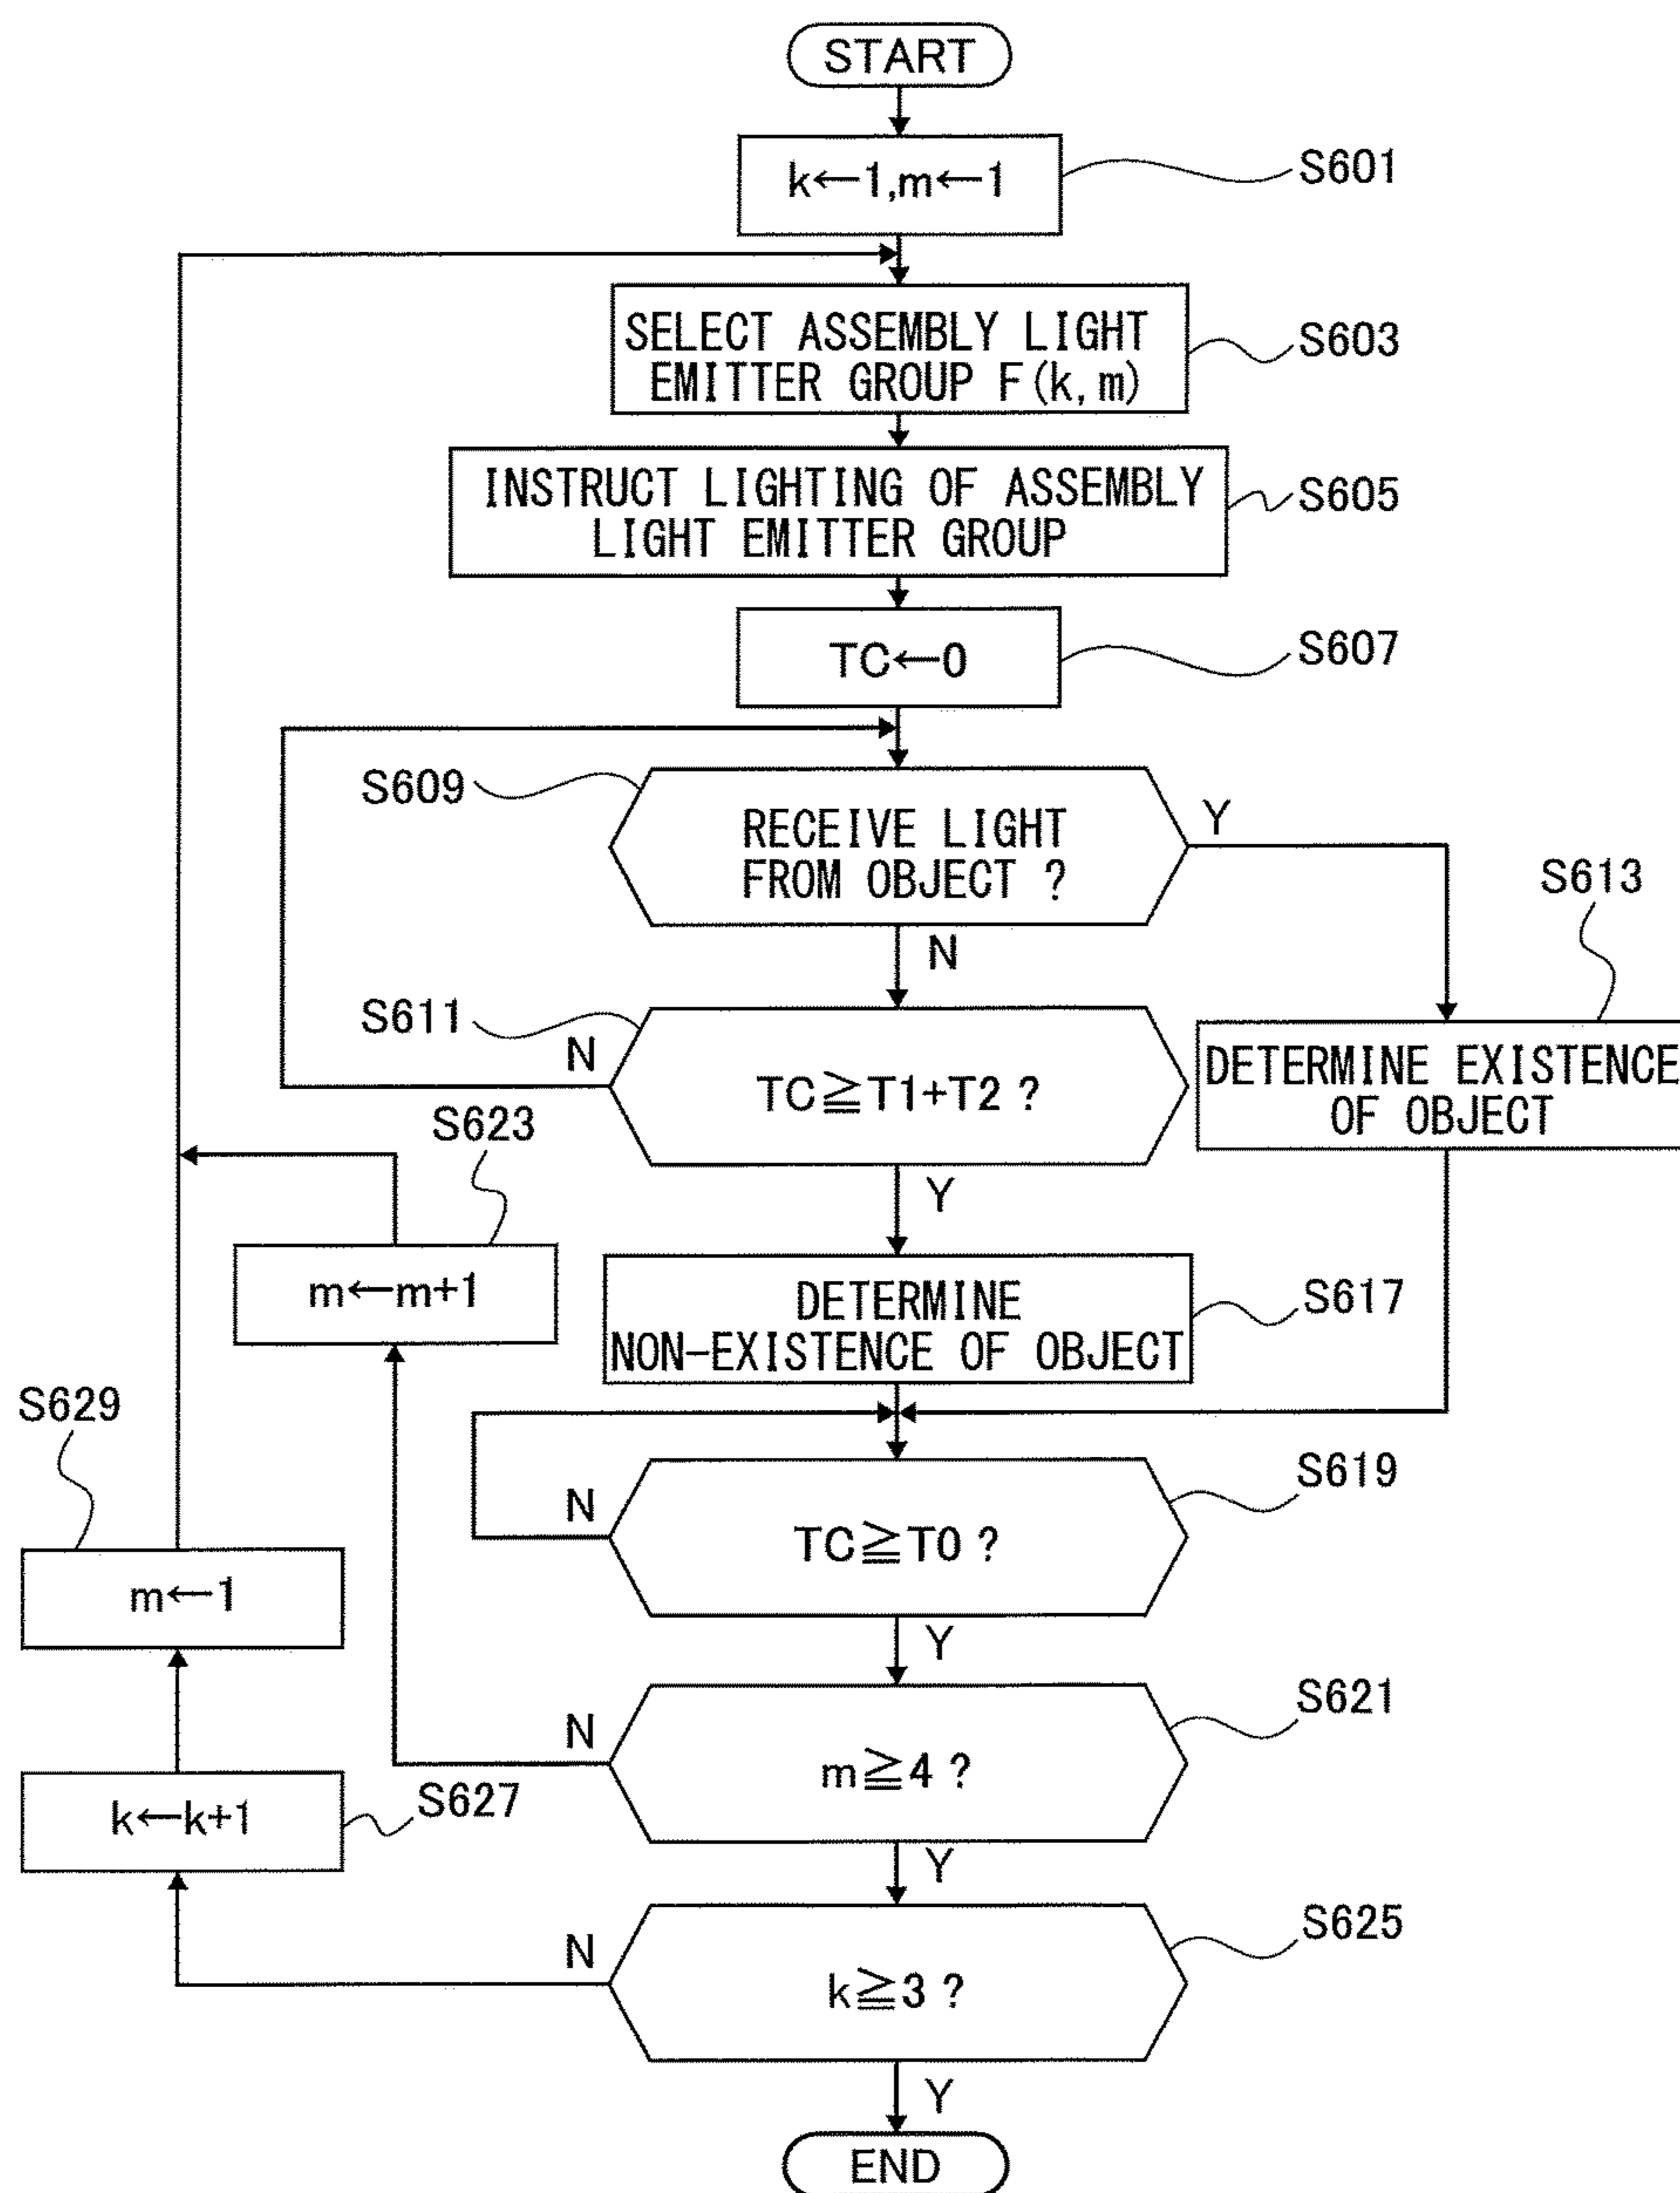 START
k←1,m←1
S601
SELECT ASSEMBLY LIGHT
EMITTER GROUP F(k,m)
S603
INSTRUCT LIGHTING OF ASSEMBLY
LIGHT EMITTER GROUP
S605
TC←0
S607
S609
RECEIVE LIGHT
FROM OBJECT ?
Y
N
S613
DETERMINE EXISTENCE
OF OBJECT
S611
N
TC≧T1+T2 ?
Y
S623
m←m+1
DETERMINE
NON-EXISTENCE OF OBJECT
S617
S629
m←1
N
TC≧T0 ?
S619
Y
N
m≧4 ?
S621
Y
k←k+1
S627
N
k≧3 ?
S625
Y
END